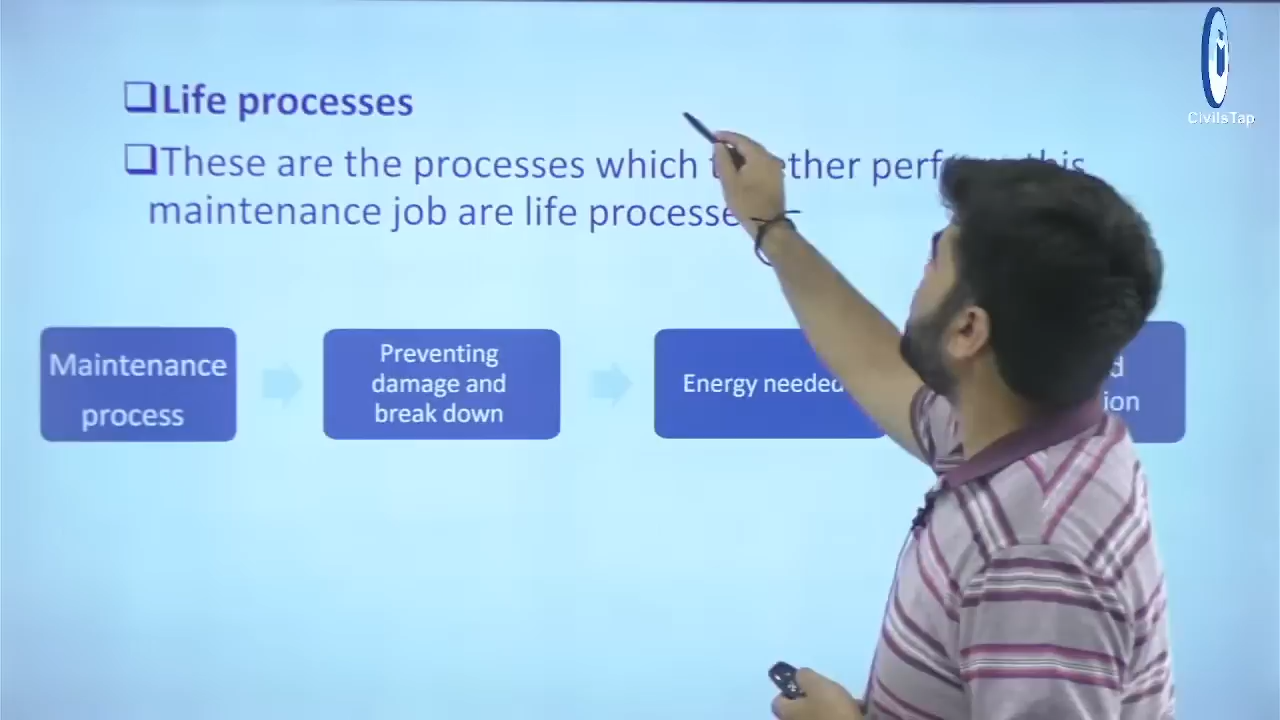 CivilsTap
Life processes
These are the processes which this
maintenance job are life
Maintenance
process
Preventing
damage and
break down
Energy needed